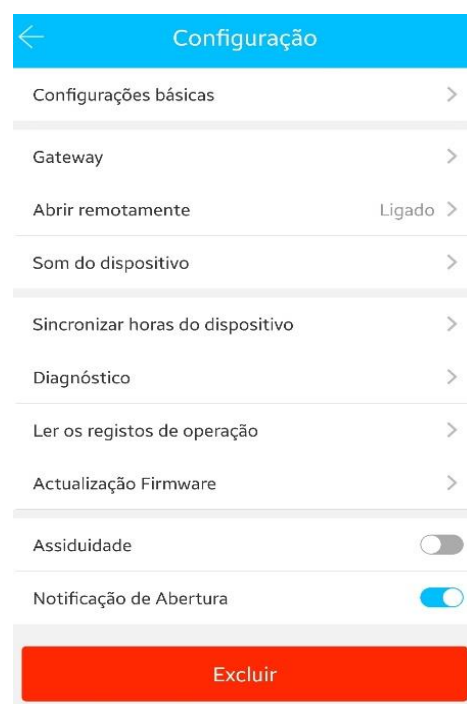 Configuração
Configurações básicas
Gateway
Abrir remotamente Ligado
Som do dispositivo
Sincronizar horas do dispositivo
Diagnóstico
Ler os registos de operação
Actualização Firmware
Assiduidade
Notificação de Abertura
Excluir